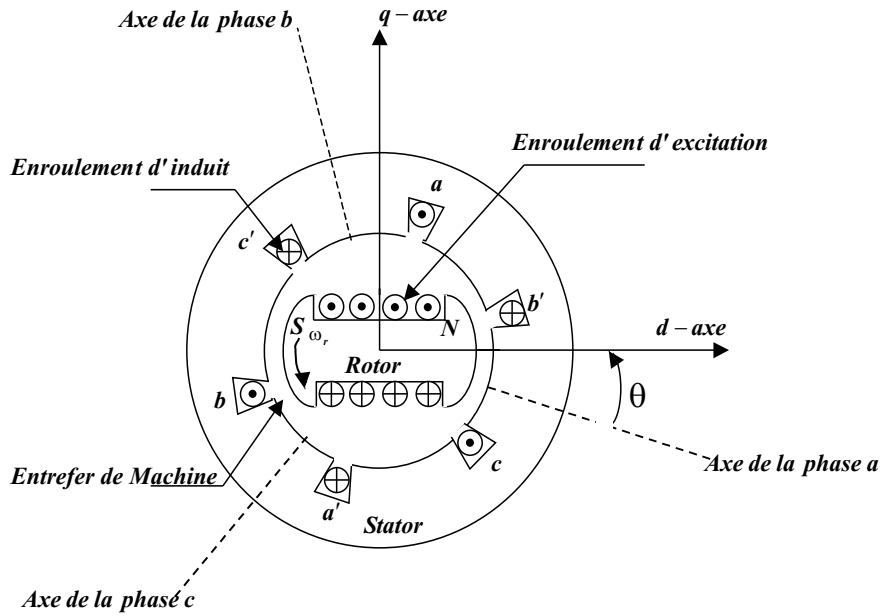 q – axe
Axe de la phase b
Enroulement d' excitation
Enroulement d' induit
a
c'
b'
S
N
d – axe
ωr
Rotor
θ
b
c
Axe de la phase a
Entrefer de Machine
a'
Stator
Axe de la phase c